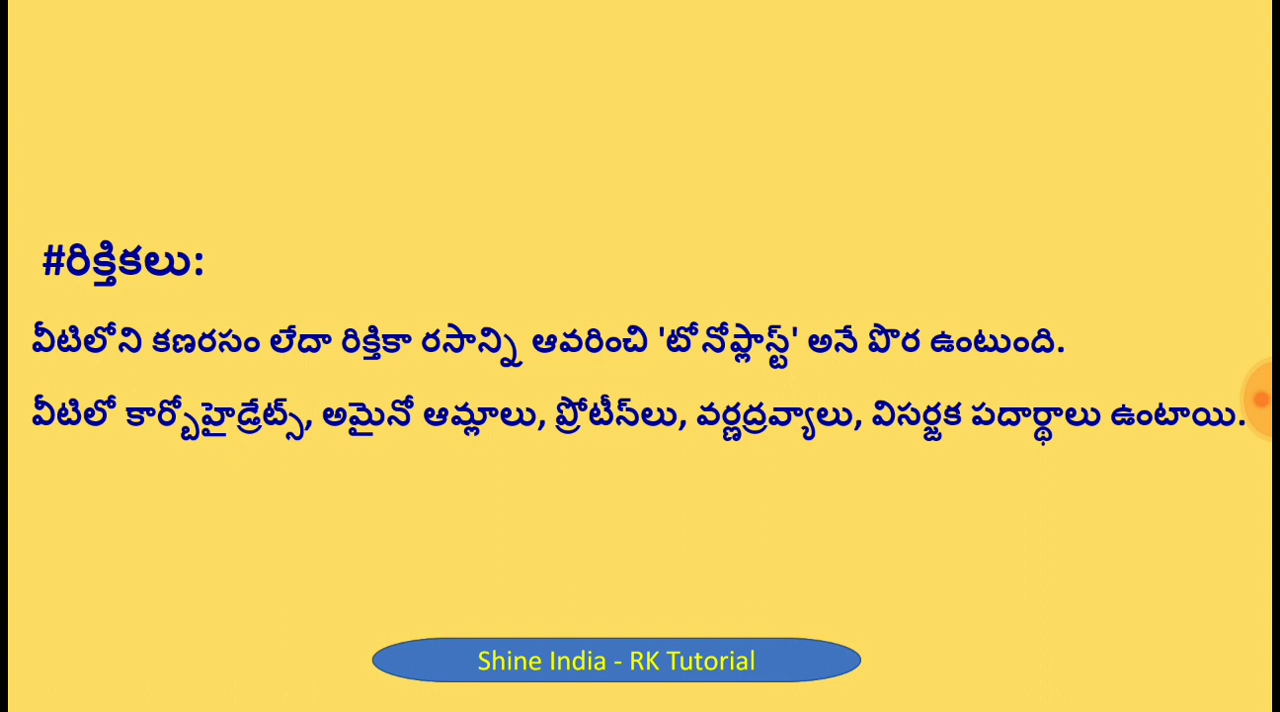 #రిక్తికలు:
వీటిలోని కణరసం లేదా రిక్తికా రసాన్ని ఆవరించి 'టోనోప్లాస్ట్' అనే పొర ఉంటుంది.
వీటిలో కార్బోహైడ్రేట్స్, అమైనో ఆమ్లాలు, ప్రోటీస్‌లు, వర్ణద్రవ్యాలు, విసర్జక పదార్థాలు ఉంటాయి.
Shine India - RK Tutorial